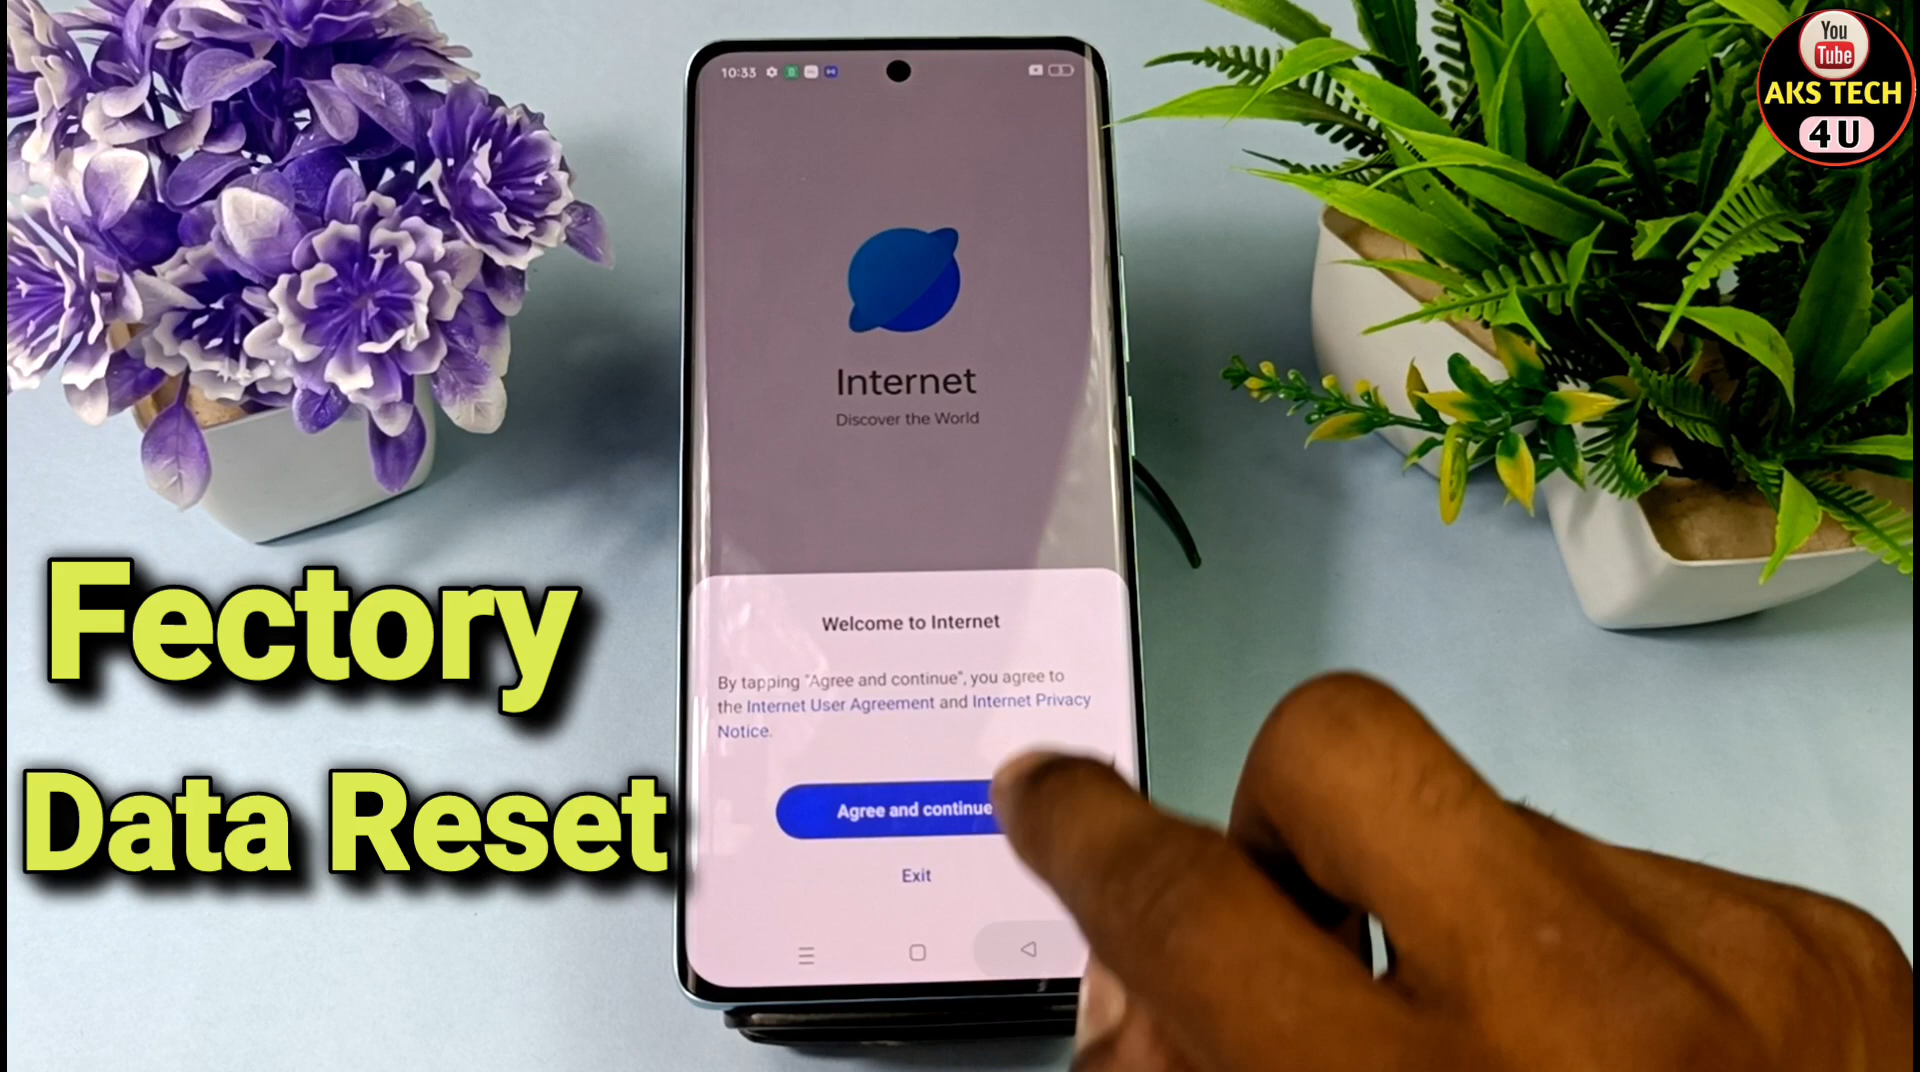 You
Tube
AKS TECH
4U
10:33
Internet
Discover the World
Welcome to Internet
By tapping "Agree and continue", you agree to
the Internet User Agreement and Internet Privacy
Notice.
Agree and continue
Exit
Fectory
Data Reset